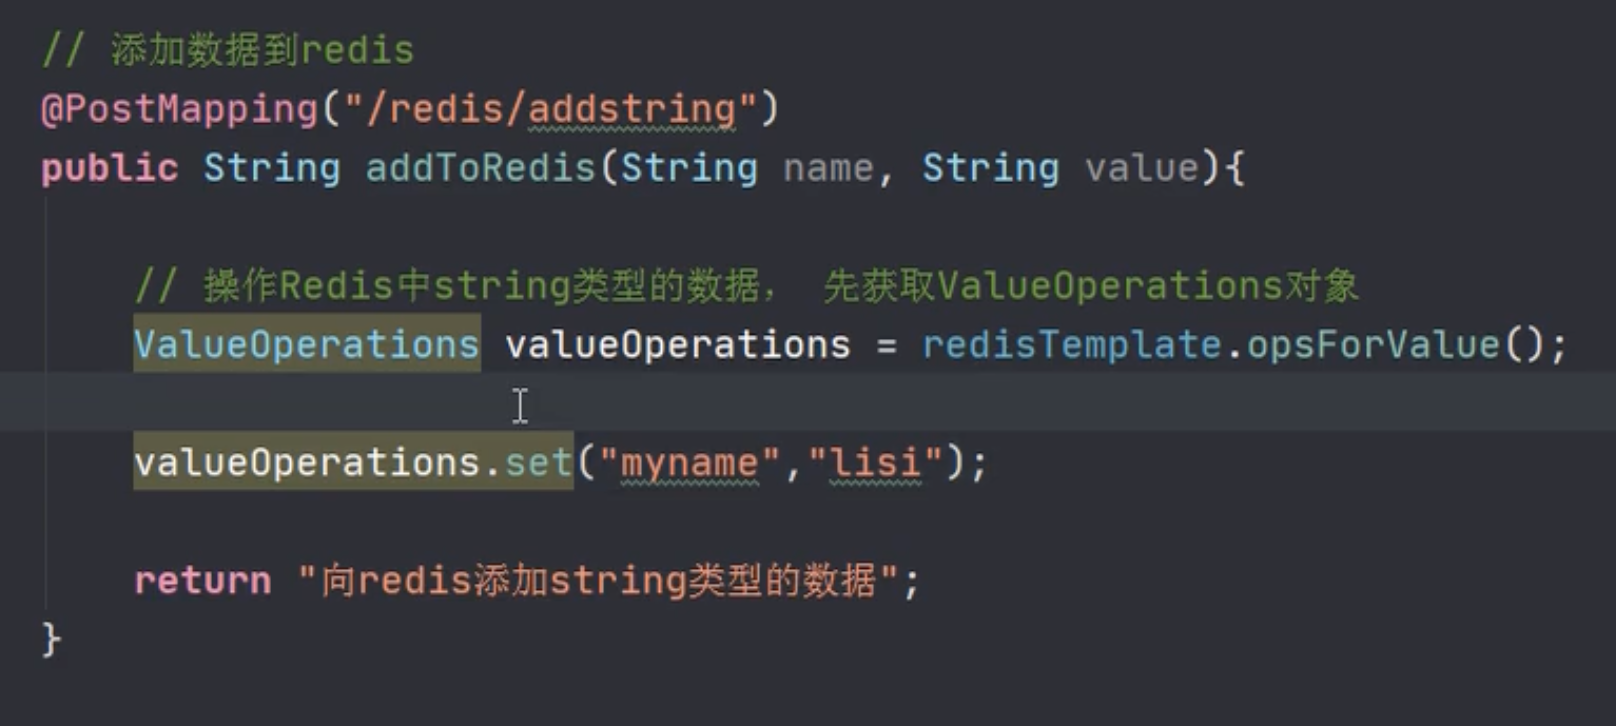 // 添加数据到redis
@PostMapping("/redis/addstring")
public String addToRedis(String name, String value){
// 操作Redis中string类型的数据， 先获取ValueOperations对象
ValueOperations valueOperations = redisTemplate.opsForValue();
valueOperations.set("myname","lisi");
return "向redis添加string类型的数据";
}